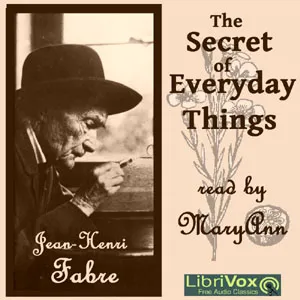 The
Secret
of
Everyday
Things
read by
MaryAnn
Jean-Henri
Fabre
LibriVox
Free Audio Classics